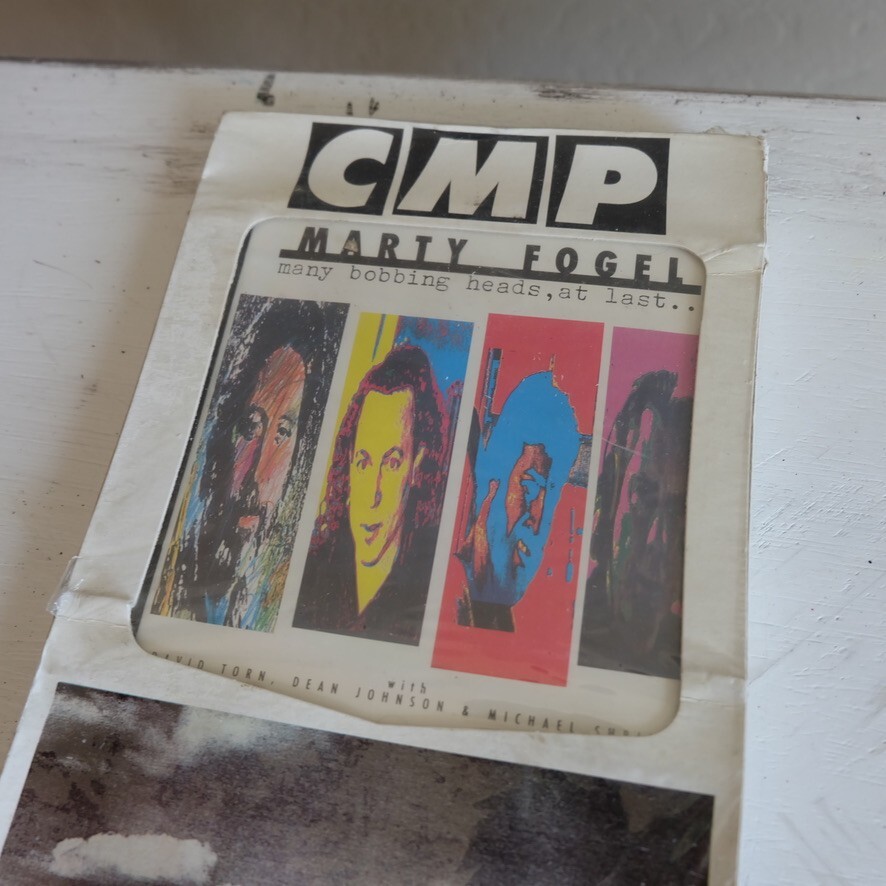 CMP
MARTY FOGEL
many bobbing heads, at last..
with
DAVID TORN, DEAN JOHNSON & MICHAEL